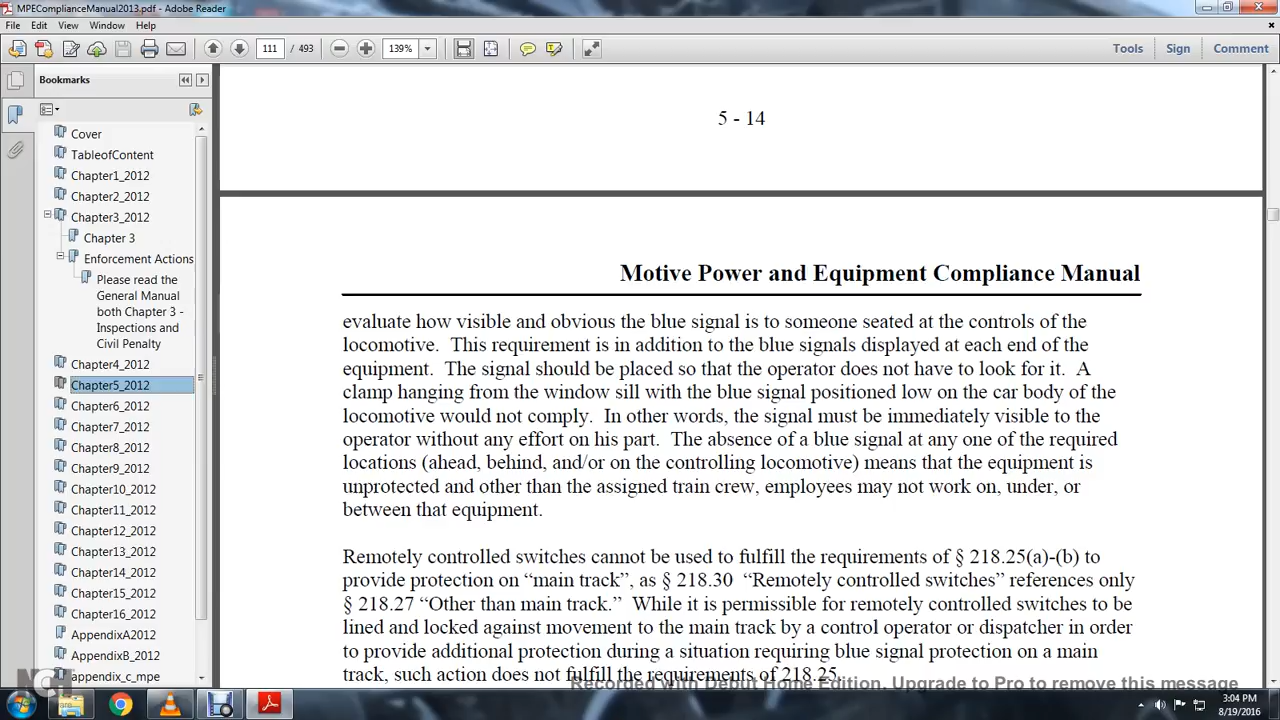 MPEComplianceManual2013.pdf - Adobe Reader
File Edit View Window Help
111 / 493 139% Tools Sign Comment
Bookmarks
Cover
TableofContent
Chapter1_2012
Chapter2_2012
Chapter3_2012
Chapter 3
Enforcement Actions
Please read the
General Manual
both Chapter 3 -
Inspections and
Civil Penalty
Chapter4_2012
Chapter5_2012
Chapter6_2012
Chapter7_2012
Chapter8_2012
Chapter9_2012
Chapter10_2012
Chapter11_2012
Chapter12_2012
Chapter13_2012
Chapter14_2012
Chapter15_2012
Chapter16_2012
AppendixA2012
AppendixB_2012
appendix_c_mpe
5 - 14
Motive Power and Equipment Compliance Manual
evaluate how visible and obvious the blue signal is to someone seated at the controls of the
locomotive. This requirement is in addition to the blue signals displayed at each end of the
equipment. The signal should be placed so that the operator does not have to look for it. A
clamp hanging from the window sill with the blue signal positioned low on the car body of the
locomotive would not comply. In other words, the signal must be immediately visible to the
operator without any effort on his part. The absence of a blue signal at any one of the required
locations (ahead, behind, and/or on the controlling locomotive) means that the equipment is
unprotected and other than the assigned train crew, employees may not work on, under, or
between that equipment.
Remotely controlled switches cannot be used to fulfill the requirements of § 218.25(a)-(b) to
provide protection on “main track”, as § 218.30 “Remotely controlled switches” references only
§ 218.27 “Other than main track.” While it is permissible for remotely controlled switches to be
lined and locked against movement to the main track by a control operator or dispatcher in order
to provide additional protection during a situation requiring blue signal protection on a main
track, such action does not fulfill the requirements of 218.25.
Recorded with Debut Home Edition. Upgrade to Pro to remove this message
3:04 PM
8/19/2016